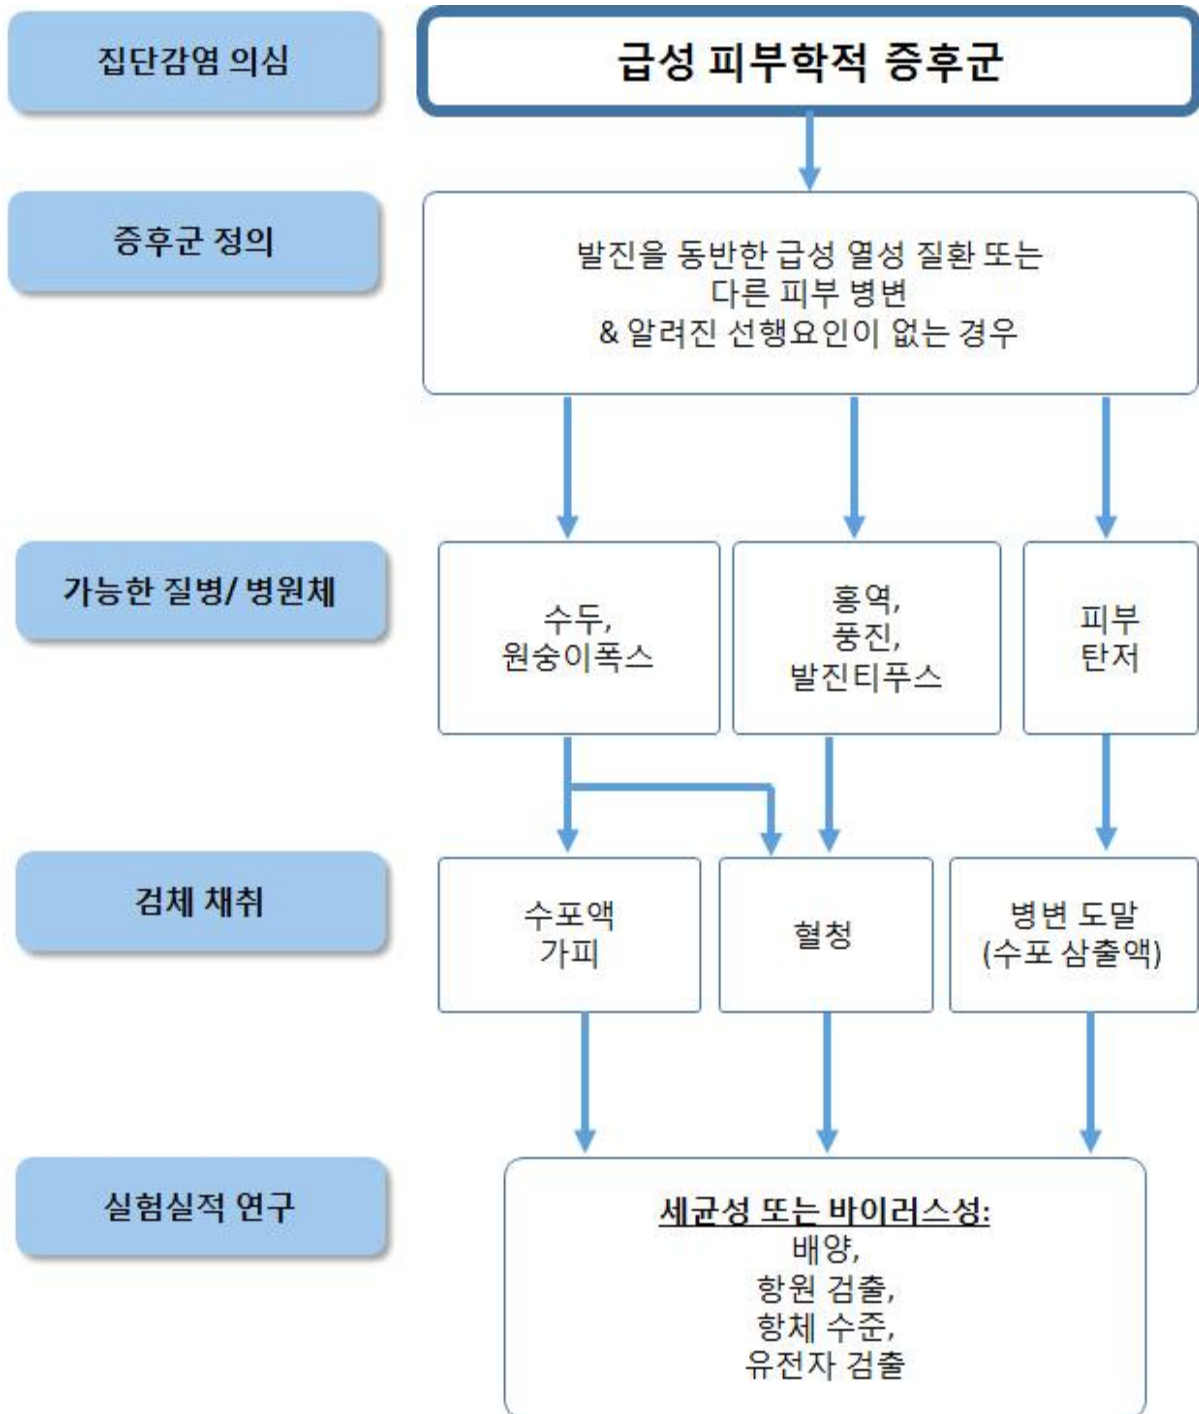 집단감염 의심
급성 피부학적 증후군
증후군 정의
발진을 동반한 급성 열성 질환 또는
다른 피부 병변
& 알려진 선행요인이 없는 경우
가능한 질병/ 병원체
수두,
원숭이폭스
홍역,
풍진,
발진티푸스
피부
탄저
검체 채취
수포액
가피
혈청
병변 도말
(수포 삼출액)
실험실적 연구
세균성 또는 바이러스성:
배양,
항원 검출,
항체 수준,
유전자 검출